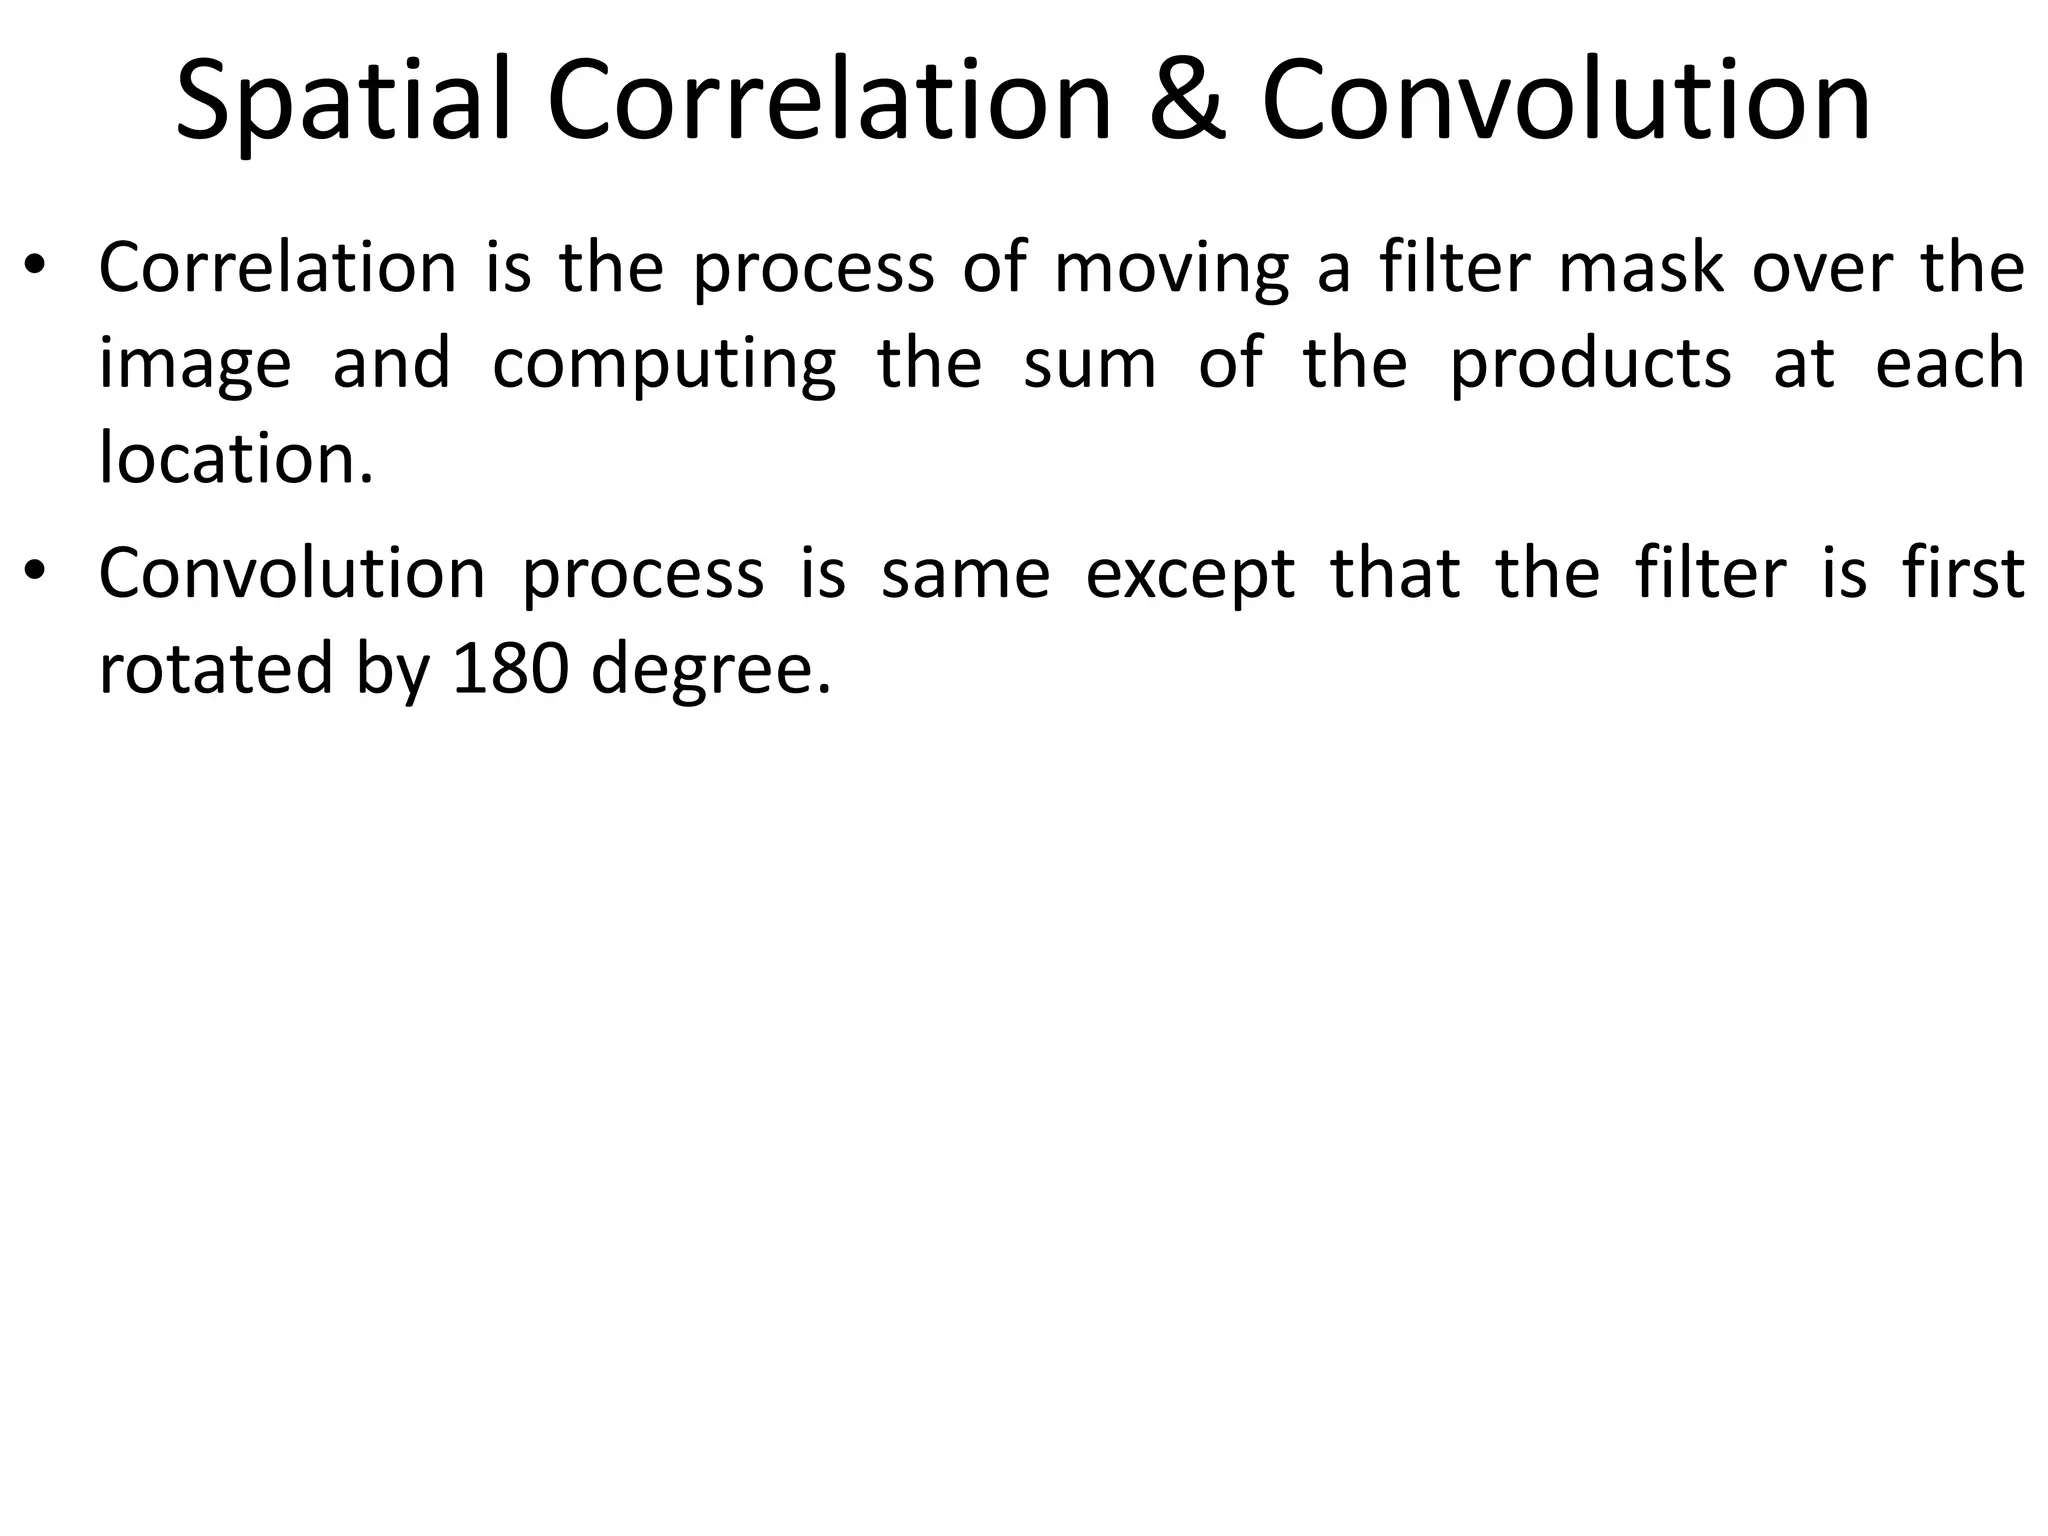 Spatial Correlation & Convolution
• Correlation is the process of moving a filter mask over the
image and computing the sum of the products at each
location.
• Convolution process is same except that the filter is first
rotated by 180 degree.